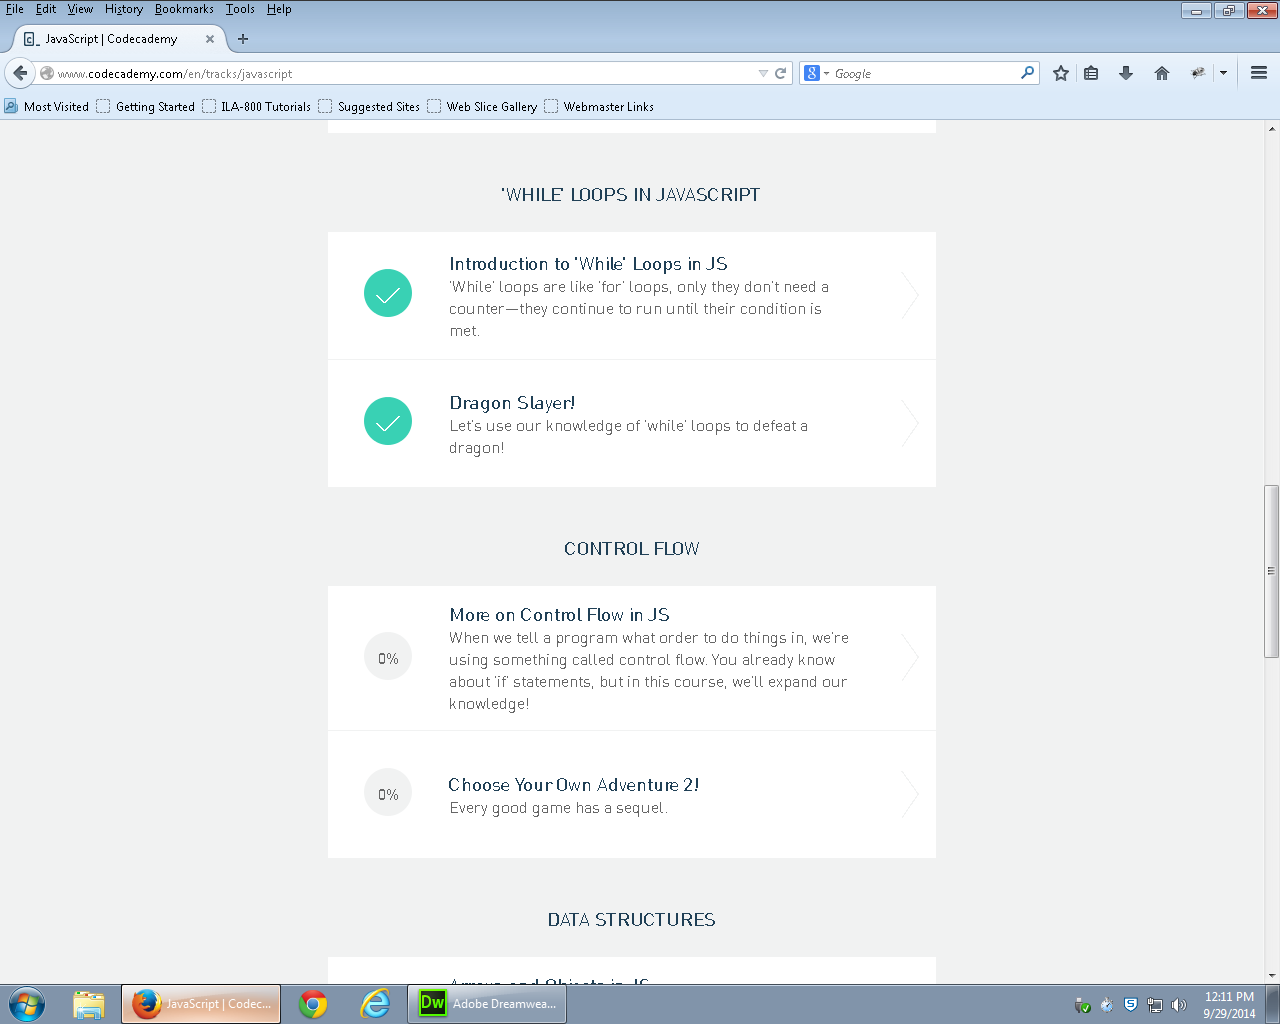 File Edit View History Bookmarks Tools Help
JavaScript | Codecademy
www.codecademy.com/en/tracks/javascript
Google
Most Visited Getting Started ILA-800 Tutorials Suggested Sites Web Slice Gallery Webmaster Links
'WHILE' LOOPS IN JAVASCRIPT
Introduction to 'While' Loops in JS
'While' loops are like 'for' loops, only they don't need a
counter—they continue to run until their condition is
met.
Dragon Slayer!
Let's use our knowledge of 'while' loops to defeat a
dragon!
CONTROL FLOW
More on Control Flow in JS
0%
When we tell a program what order to do things in, we're
using something called control flow. You already know
about 'if' statements, but in this course, we'll expand our
knowledge!
0%
Choose Your Own Adventure 2!
Every good game has a sequel.
DATA STRUCTURES
Arrays and Objects in JS
JavaScript | Codec...
Dw Adobe Dreamwea...
12:11 PM
9/29/2014